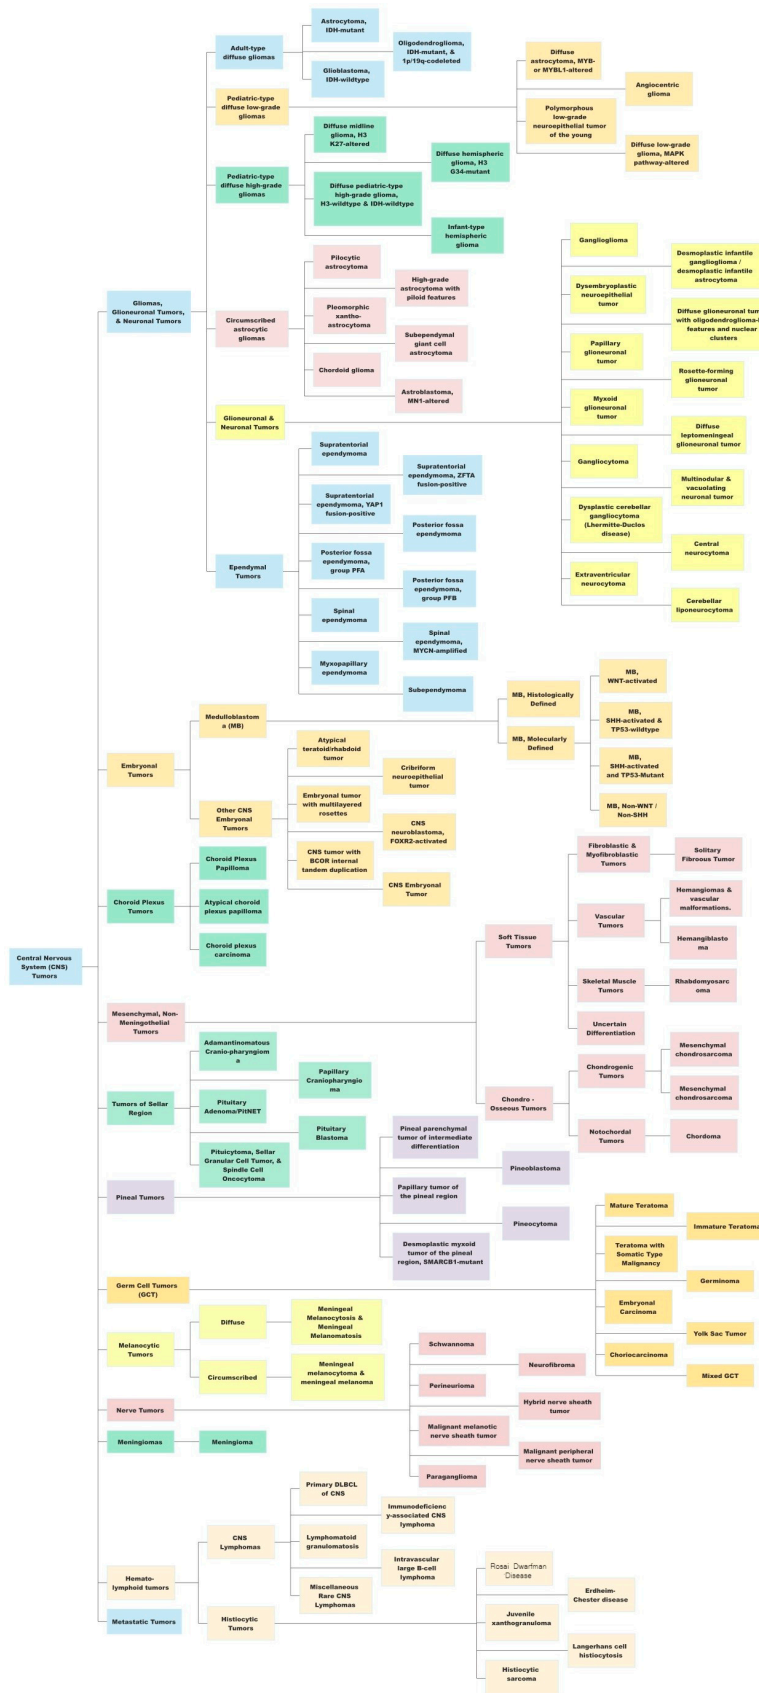 Astrocytoma,
IDH-mutant
Adult-type
diffuse gliomas
Oligodendroglioma,
IDH-mutant, &
1p/19q-codeleted
Glioblastoma,
IDH-wildtype
Diffuse
astrocytoma, MYB-
or MYBL1-altered
Pediatric-type
diffuse low-grade
gliomas
Angiocentric
glioma
Polymorphous
low-grade
neuroepithelial tumor
of the young
Diffuse low-grade
glioma, MAPK
pathway-altered
Diffuse midline
glioma, H3
K27-altered
Diffuse hemispheric
glioma, H3
G34-mutant
Pediatric-type
diffuse high-grade
gliomas
Diffuse pediatric-type
high-grade glioma,
H3-wildtype & IDH-wildtype
Infant-type
hemispheric
glioma
Gliomas,
Glioneuronal Tumors,
& Neuronal Tumors
Pilocytic
astrocytoma
High-grade
astrocytoma with
piloid features
Pleomorphic
xantho-
astrocytoma
Circumscribed
astrocytic
gliomas
Subependymal
giant cell
astrocytoma
Chordoid glioma
Astroblastoma,
MN1-altered
Ganglioglioma
Desmoplastic infantile
ganglioglioma /
desmoplastic infantile
astrocytoma
Dysembryoplastic
neuroepithelial
tumor
Diffuse glioneuronal tum
with oligodendroglioma-l
features and nuclear
clusters
Papillary
glioneuronal
tumor
Rosette-forming
glioneuronal
tumor
Myxoid
glioneuronal
tumor
Glioneuronal &
Neuronal Tumors
Diffuse
leptomeningeal
glioneuronal tumor
Gangliocytoma
Multinodular &
vacuolating
neuronal tumor
Dysplastic cerebellar
gangliocytoma
(Lhermitte-Duclos
disease)
Central
neurocytoma
Extraventricular
neurocytoma
Cerebellar
liponeurocytoma
Supratentorial
ependymoma
Supratentorial
ependymoma, ZFTA
fusion-positive
Supratentorial
ependymoma, YAP1
fusion-positive
Posterior fossa
ependymoma
Ependymal
Tumors
Posterior fossa
ependymoma,
group PFA
Posterior fossa
ependymoma,
group PFB
Spinal
ependymoma
Spinal
ependymoma,
MYCN-amplified
Myxopapillary
ependymoma
Subependymoma
Medulloblastom
a (MB)
MB, Histologically
Defined
MB, Molecularly
Defined
MB,
WNT-activated
MB,
SHH-activated &
TP53-wildtype
MB,
SHH-activated
and TP53-Mutant
MB, Non-WNT /
Non-SHH
Embryonal
Tumors
Atypical
teratoid/rhabdoid
tumor
Cribriform
neuroepithelial
tumor
Embryonal tumor
with multilayered
rosettes
Other CNS
Embryonal
Tumors
CNS
neuroblastoma,
FOXR2-activated
CNS tumor with
BCOR internal
tandem duplication
CNS Embryonal
Tumor
Choroid Plexus
Papilloma
Choroid Plexus
Tumors
Atypical choroid
plexus papilloma
Choroid plexus
carcinoma
Central Nervous
System (CNS)
Tumors
Fibroblastic &
Myofibroblastic
Tumors
Solitary
Fibroous Tumor
Soft Tissue
Tumors
Vascular
Tumors
Hemangiomas &
vascular
malformations.
Hemangiblasto
ma
Skeletal Muscle
Tumors
Rhabdomyosarc
oma
Uncertain
Differentiation
Mesenchymal, Non-
Meningothelial
Tumors
Chondro -
Osseous Tumors
Chondrogenic
Tumors
Mesenchymal
chondrosarcoma
Mesenchymal
chondrosarcoma
Notochordal
Tumors
Chordoma
Adamantinomatous
Cranio-pharyngiom
a
Papillary
Craniopharyngi
oma
Tumors of Sellar
Region
Pituitary
Adenoma/PitNET
Pituitary
Blastoma
Pituicytoma, Sellar
Granular Cell Tumor, &
Spindle Cell
Oncocytoma
Pineal parenchymal
tumor of intermediate
differentiation
Pineoblastoma
Pineal Tumors
Papillary tumor of
the pineal region
Pineocytoma
Desmoplastic myxoid
tumor of the pineal
region, SMARCB1-mutant
Mature Teratoma
Immature Teratoma
Teratoma with
Somatic Type
Malignancy
Germ Cell Tumors
(GCT)
Germinoma
Embryonal
Carcinoma
Yolk Sac Tumor
Choriocarcinoma
Mixed GCT
Melanocytic
Tumors
Diffuse
Meningeal
Melanocytosis &
Meningeal
Melanomatosis
Circumscribed
Meningeal
melanocytoma &
meningeal melanoma
Schwannoma
Neurofibroma
Perineurioma
Nerve Tumors
Hybrid nerve sheath
tumor
Malignant melanotic
nerve sheath tumor
Malignant peripheral
nerve sheath tumor
Paraganglioma
Meningiomas
Meningioma
Primary DLBCL
of CNS
Immunodeficienc
y-associated CNS
lymphoma
CNS
Lymphomas
Lymphomatoid
granulomatosis
Intravascular
large B-cell
lymphoma
Miscellaneous
Rare CNS
Lymphomas
Hemato-
lymphoid tumors
Histiocytic
Tumors
Rosai Dwarfman
Disease
Erdheim-
Chester disease
Juvenile
xanthogranuloma
Langerhans cell
histiocytosis
Histiocytic
sarcoma
Metastatic Tumors